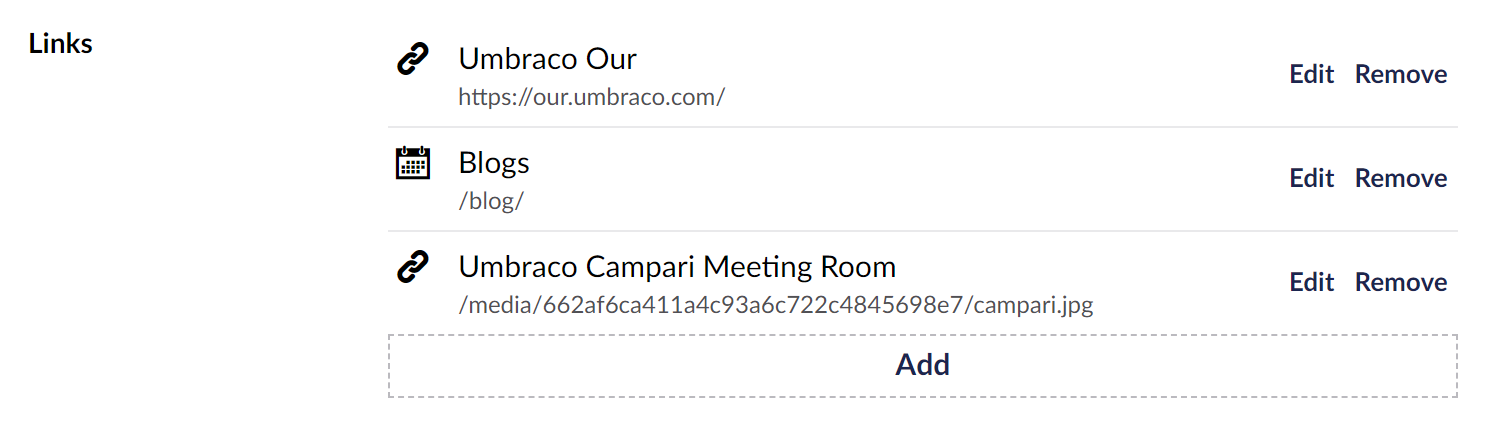 Links
Umbraco Our
https://our.umbraco.com/
Edit Remove
Blogs
/blog/
Edit Remove
Umbraco Campari Meeting Room
/media/662af6ca411a4c93a6c722c4845698e7/campari.jpg
Edit Remove
Add